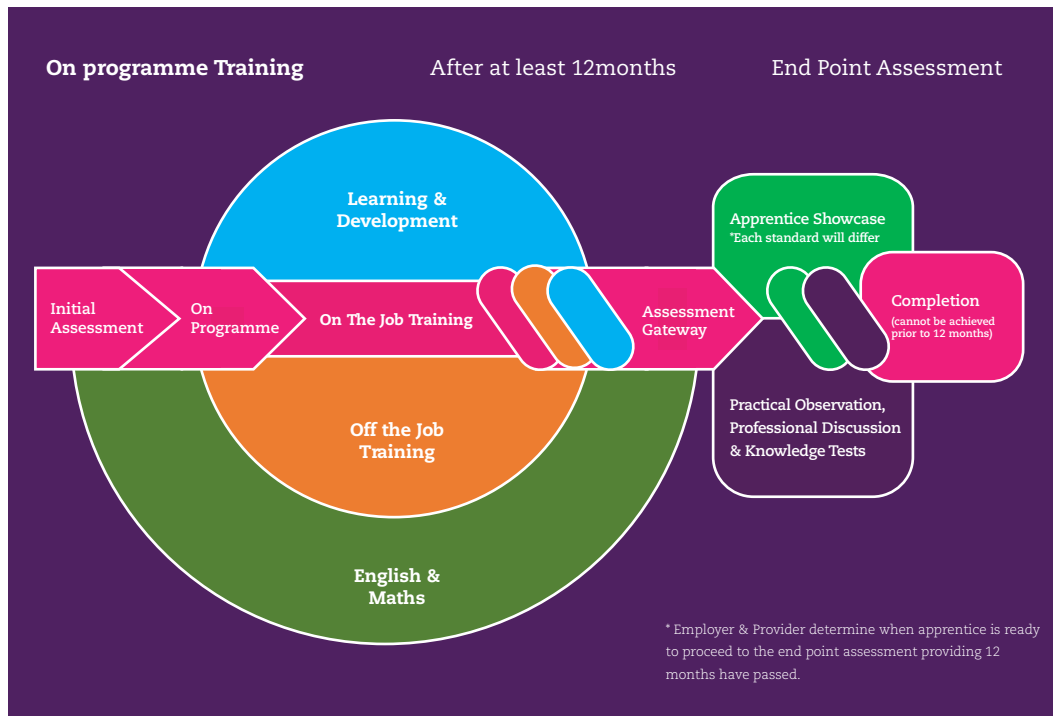 On programme Training
After at least 12months
End Point Assessment
Learning &
Development
Initial
Assessment
On
Programme
On The Job Training
Assessment
Gateway
Apprentice Showcase
*Each standard will differ
Completion
(cannot be achieved
prior to 12 months)
Off the Job
Training
Practical Observation,
Professional Discussion
& Knowledge Tests
English &
Maths
* Employer & Provider determine when apprentice is ready
to proceed to the end point assessment providing 12
months have passed.